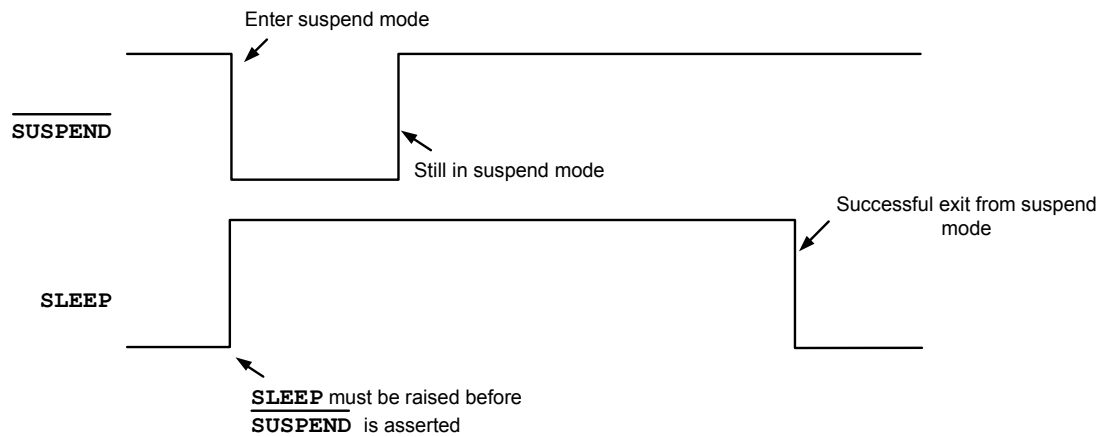 Enter suspend mode
SUSPEND
Still in suspend mode
Successful exit from suspend
mode
SLEEP
SLEEP must be raised before
SUSPEND is asserted